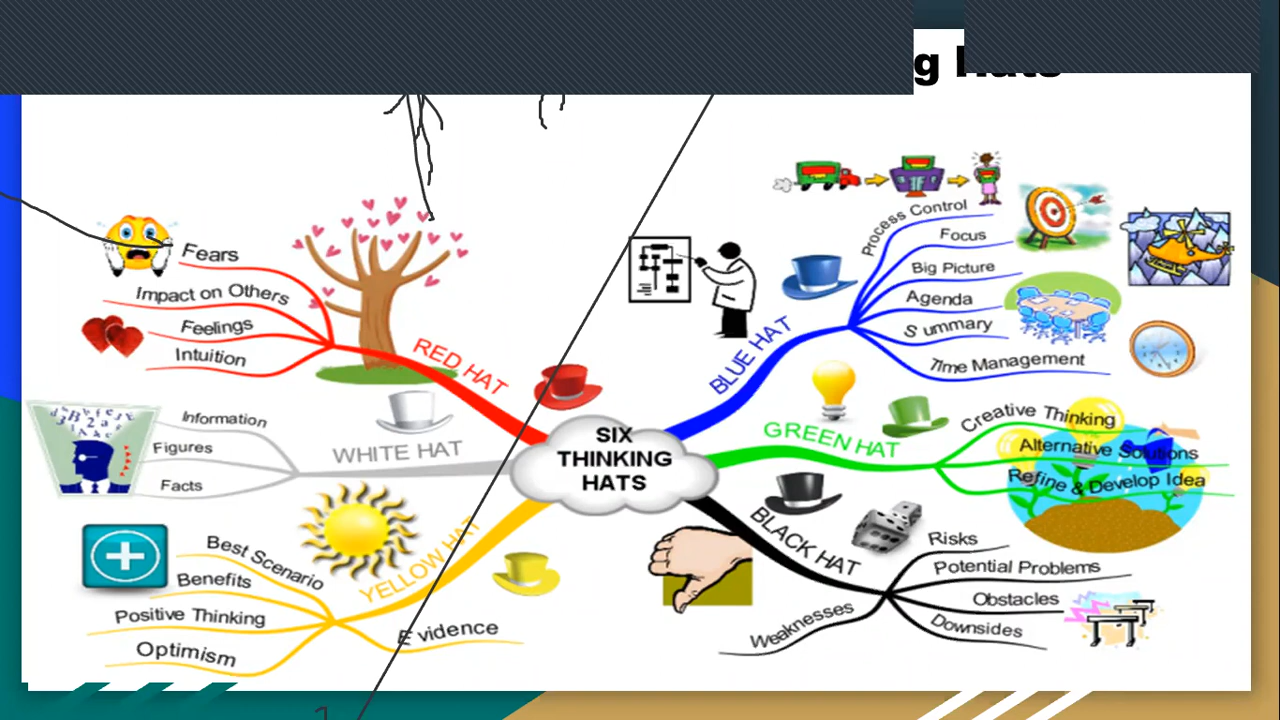 g Hats
Fears
Impact on Others
Feelings
Intuition
RED HAT
Information
Figures
Facts
WHITE HAT
Best Scenario
Benefits
Positive Thinking
Optimism
Evidence
YELLOW HAT
SIX
THINKING
HATS
BLUE HAT
Process Control
Focus
Big Picture
Agenda
Summary
TIme Management
GREEN HAT
Creative Thinking
Alternative Solutions
Refine & Develop Idea
BLACK HAT
Risks
Potential Problems
Obstacles
Downsides
Weaknesses